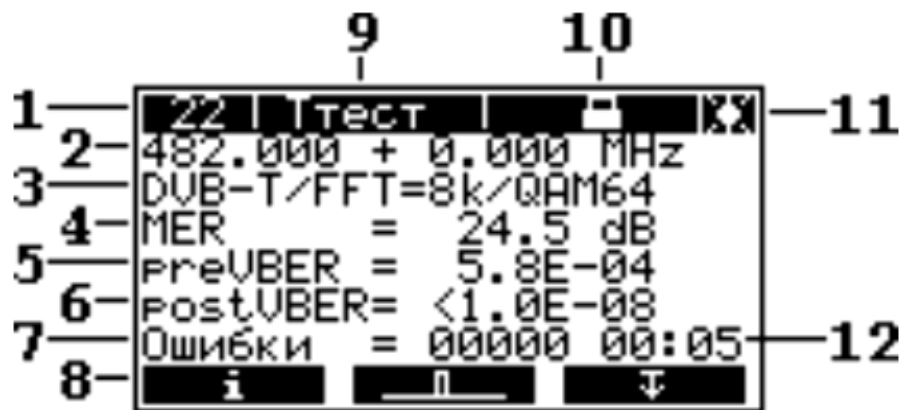 9 10
1 22 Ттест 11
2 482.000 + 0.000 MHz
3 DVB-T/FFT=8k/QAM64
4 MER = 24.5 dB
5 preVBER = 5.8E-04
6 postVBER= <1.0E-08
7 Ошибки = 00000 00:05 12
8 i